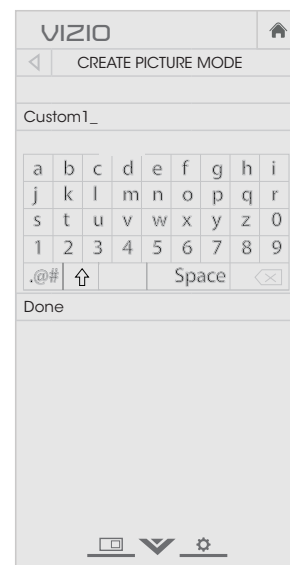 VIZIO
CREATE PICTURE MODE
Custom1_
a b c d e f g h i
j k l m n o p q r
s t u v w x y z 0
1 2 3 4 5 6 7 8 9
.@# Space
Done